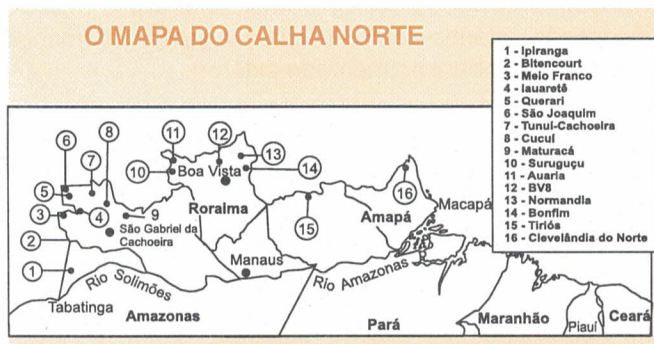 O MAPA DO CALHA NORTE
1 - Ipiranga
2 - Bitencourt
3 - Meio Franco
4 - Iauaretê
5 - Querari
6 - São Joaquim
7 - Tunuí-Cachoeira
8 - Cucuí
9 - Maturacá
10 - Suruguçu
11 - Auaria
12 - BV8
13 - Normandia
14 - Bonfim
15 - Tiriós
16 - Clevelândia do Norte
6
7
8
11
12
13
5
10
Boa Vista
14
16
3
4
9
Roraima
15
Amapá
Macapá
São Gabriel da
Cachoeira
2
Manaus
1
Rio Solimões
Rio Amazonas
Tabatinga
Amazonas
Pará
Maranhão
Piauí
Ceará